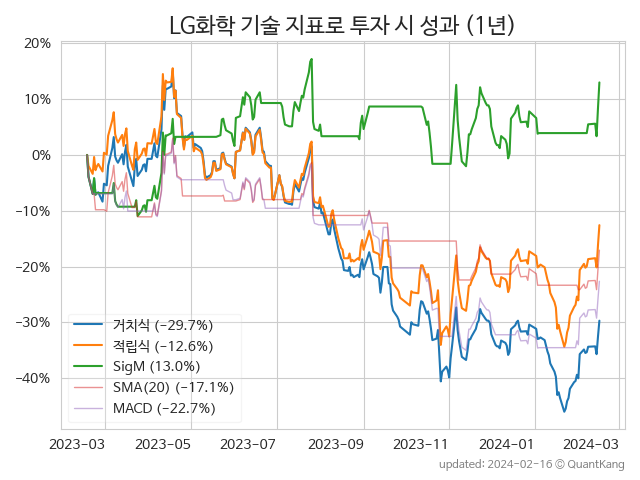 LG화학 기술 지표로 투자 시 성과 (1년)
20%
10%
0%
−10%
−20%
−30%
−40%
거치식 (−29.7%)
적립식 (−12.6%)
SigM (13.0%)
SMA(20) (−17.1%)
MACD (−22.7%)
2023-03 2023-05 2023-07 2023-09 2023-11 2024-01 2024-03
updated: 2024-02-16 © QuantKang